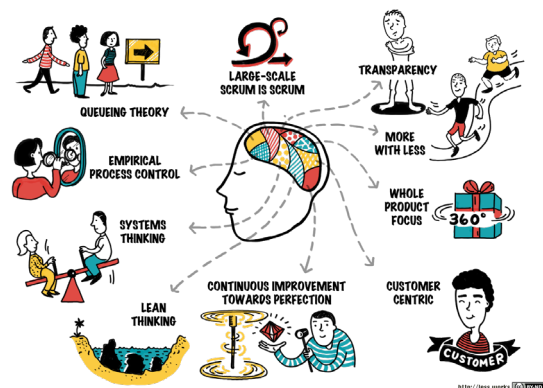 LARGE-SCALE
SCRUM IS SCRUM
TRANSPARENCY
QUEUEING THEORY
MORE
WITH LESS
EMPIRICAL
PROCESS CONTROL
WHOLE
PRODUCT
FOCUS
360°
SYSTEMS
THINKING
CONTINUOUS IMPROVEMENT
TOWARDS PERFECTION
CUSTOMER
CENTRIC
LEAN
THINKING
CUSTOMER